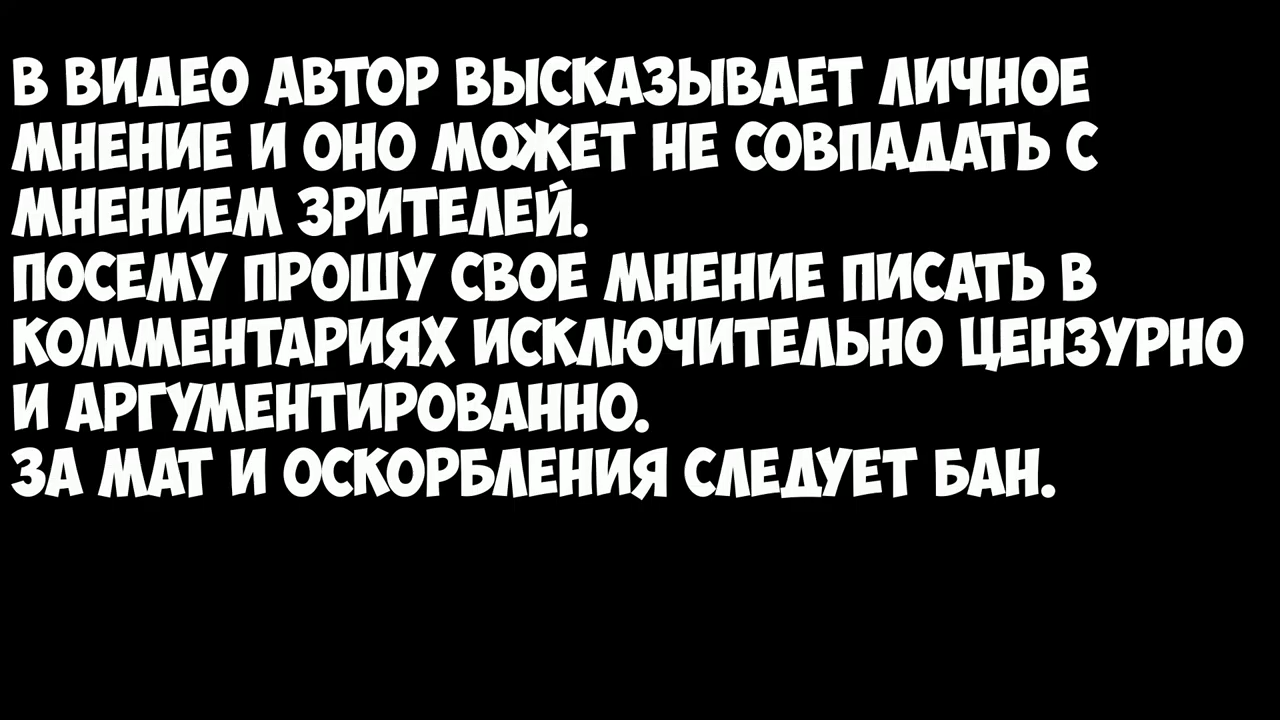 В ВИДЕО АВТОР ВЫСКАЗЫВАЕТ ЛИЧНОЕ
МНЕНИЕ И ОНО МОЖЕТ НЕ СОВПАДАТЬ С
МНЕНИЕМ ЗРИТЕЛЕЙ.
ПОСЕМУ ПРОШУ СВОЕ МНЕНИЕ ПИСАТЬ В
КОММЕНТАРИЯХ ИСКЛЮЧИТЕЛЬНО ЦЕНЗУРНО
И АРГУМЕНТИРОВАННО.
ЗА МАТ И ОСКОРБЛЕНИЯ СЛЕДУЕТ БАН.